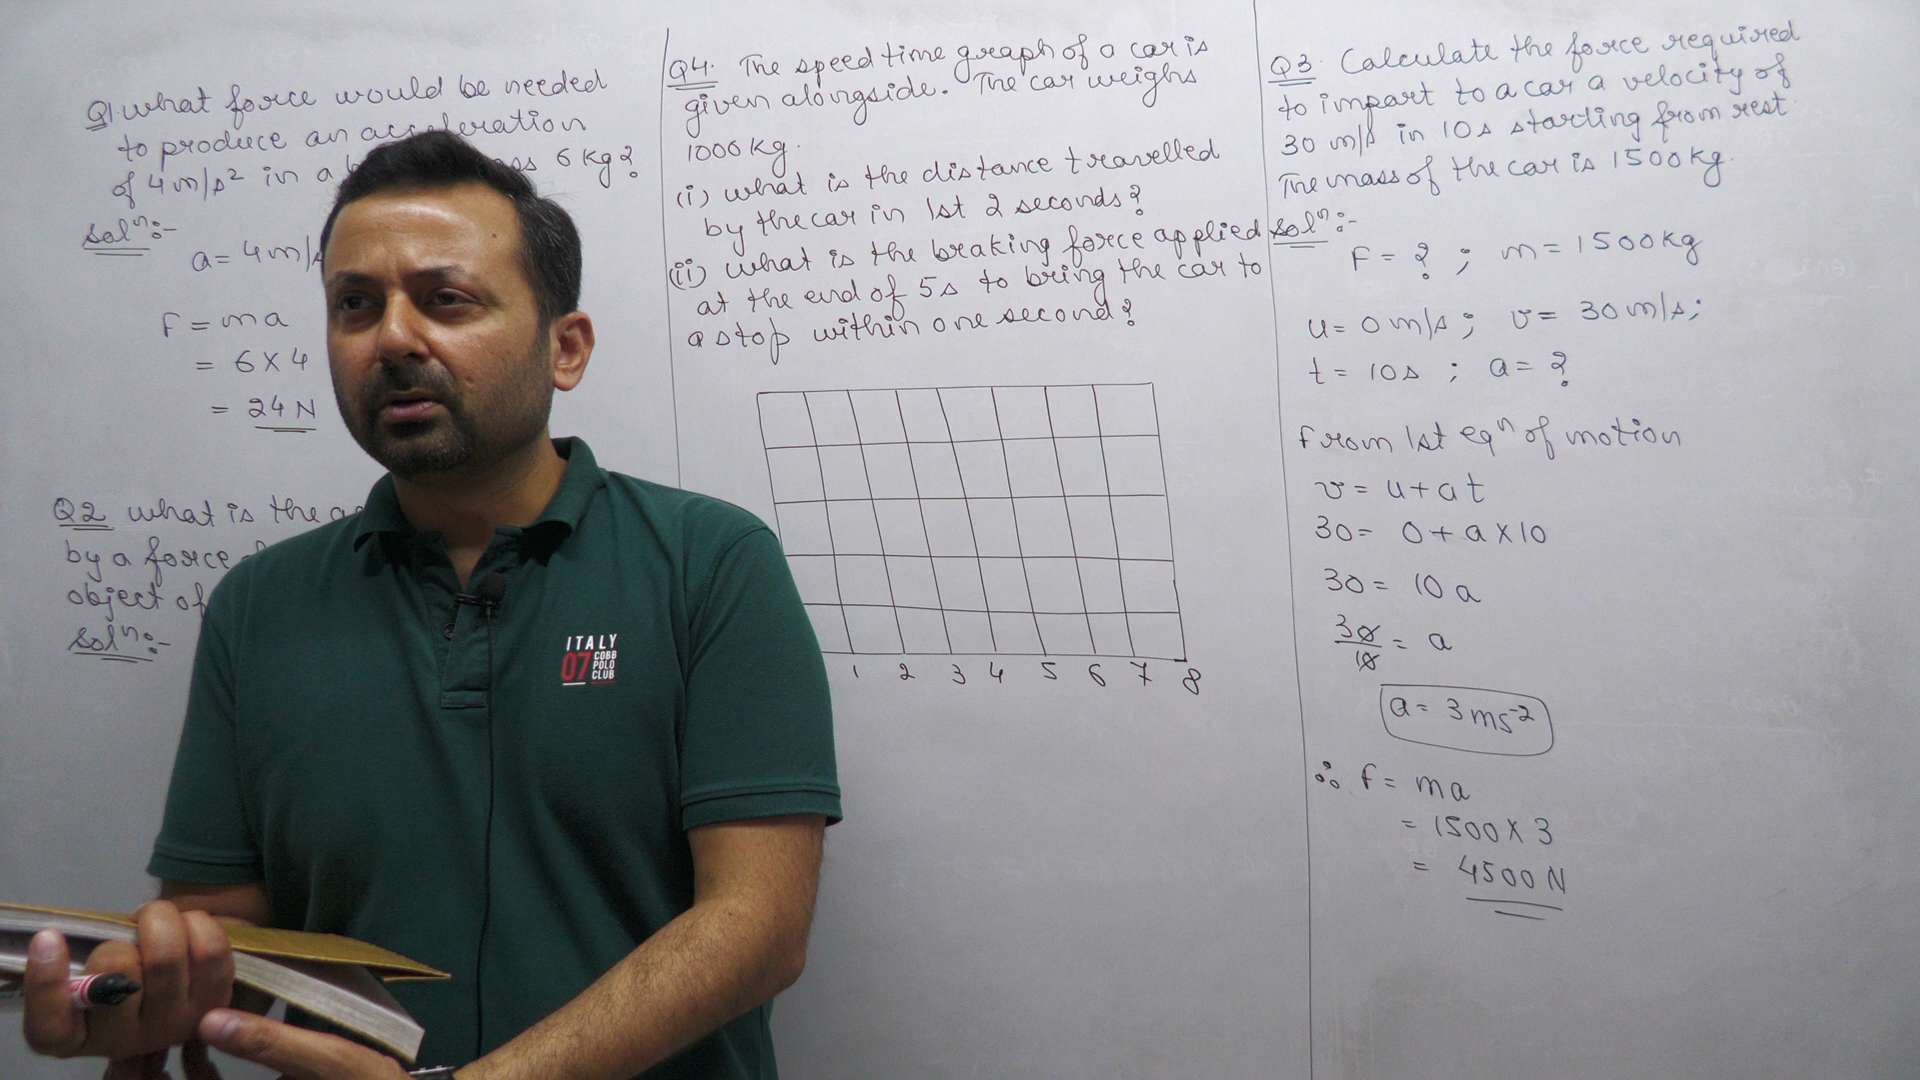 Q1. what force would be needed
to produce an acceleration
of 4 m/s² in a 6 kg?
Solⁿ:-
a = 4 m/s
F = ma
= 6 × 4
= 24 N
Q2 what is the
by a force
object of
Solⁿ:-
Q4. The speed time graph of a car is
given alongside. The car weighs
1000 kg.
(i) what is the distance travelled
by the car in 1st 2 seconds?
(ii) what is the braking force applied
at the end of 5s to bring the car to
a stop within one second?
1 2 3 4 5 6 7 8
Q3. Calculate the force required
to impart to a car a velocity of
30 m/s in 10s starting from rest.
The mass of the car is 1500 kg.
Solⁿ:-
F = ? ; m = 1500 kg
u = 0 m/s ; v = 30 m/s ;
t = 10s ; a = ?
From 1st eqⁿ of motion
v = u + at
30 = 0 + a × 10
30 = 10 a
30/10 = a
a = 3 ms⁻²
∴ F = ma
= 1500 × 3
= 4500 N
ITALY
07 COBB
POLO
CLUB